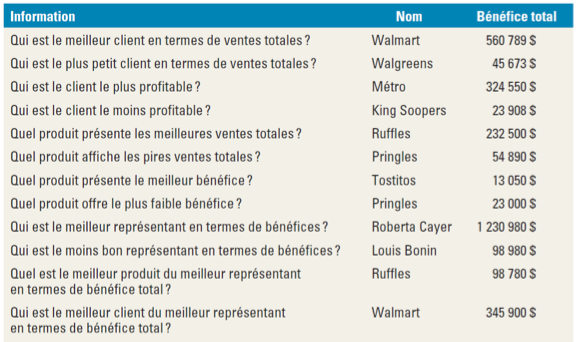 Information Nom Bénéfice total
Qui est le meilleur client en termes de ventes totales ? Walmart 560 789 $
Qui est le plus petit client en termes de ventes totales ? Walgreens 45 673 $
Qui est le client le plus profitable ? Métro 324 550 $
Qui est le client le moins profitable ? King Soopers 23 908 $
Quel produit présente les meilleures ventes totales ? Ruffles 232 500 $
Quel produit affiche les pires ventes totales ? Pringles 54 890 $
Quel produit présente le meilleur bénéfice ? Tostitos 13 050 $
Quel produit offre le plus faible bénéfice ? Pringles 23 000 $
Qui est le meilleur représentant en termes de bénéfices ? Roberta Cayer 1 230 980 $
Qui est le moins bon représentant en termes de bénéfices ? Louis Bonin 98 980 $
Quel est le meilleur produit du meilleur représentant Ruffles 98 780 $
en termes de bénéfice total ?
Qui est le meilleur client du meilleur représentant Walmart 345 900 $
en termes de bénéfice total ?